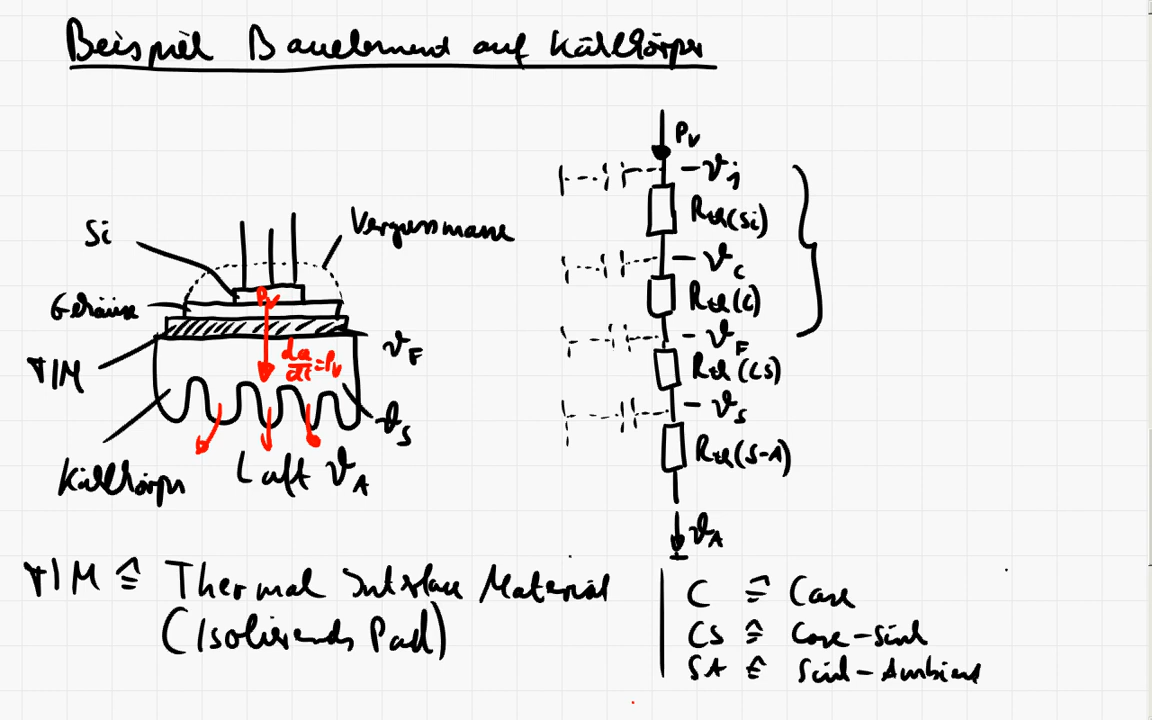 Beispiel Bauelement auf Kühlkörper
Si
Vergussmasse
Gehäuse
TIM
Kühlkörper
Pv
dQ/dt = Pv
ϑF
ϑS
Luft ϑA
Pv
ϑj
Rth(Si)
ϑC
Rth(C)
ϑF
Rth(CS)
ϑS
Rth(S-A)
ϑA
TIM ≙ Thermal Interface Material
(Isolierendes Pad)
C ≙ Case
CS ≙ Case-Sink
SA ≙ Sink-Ambient